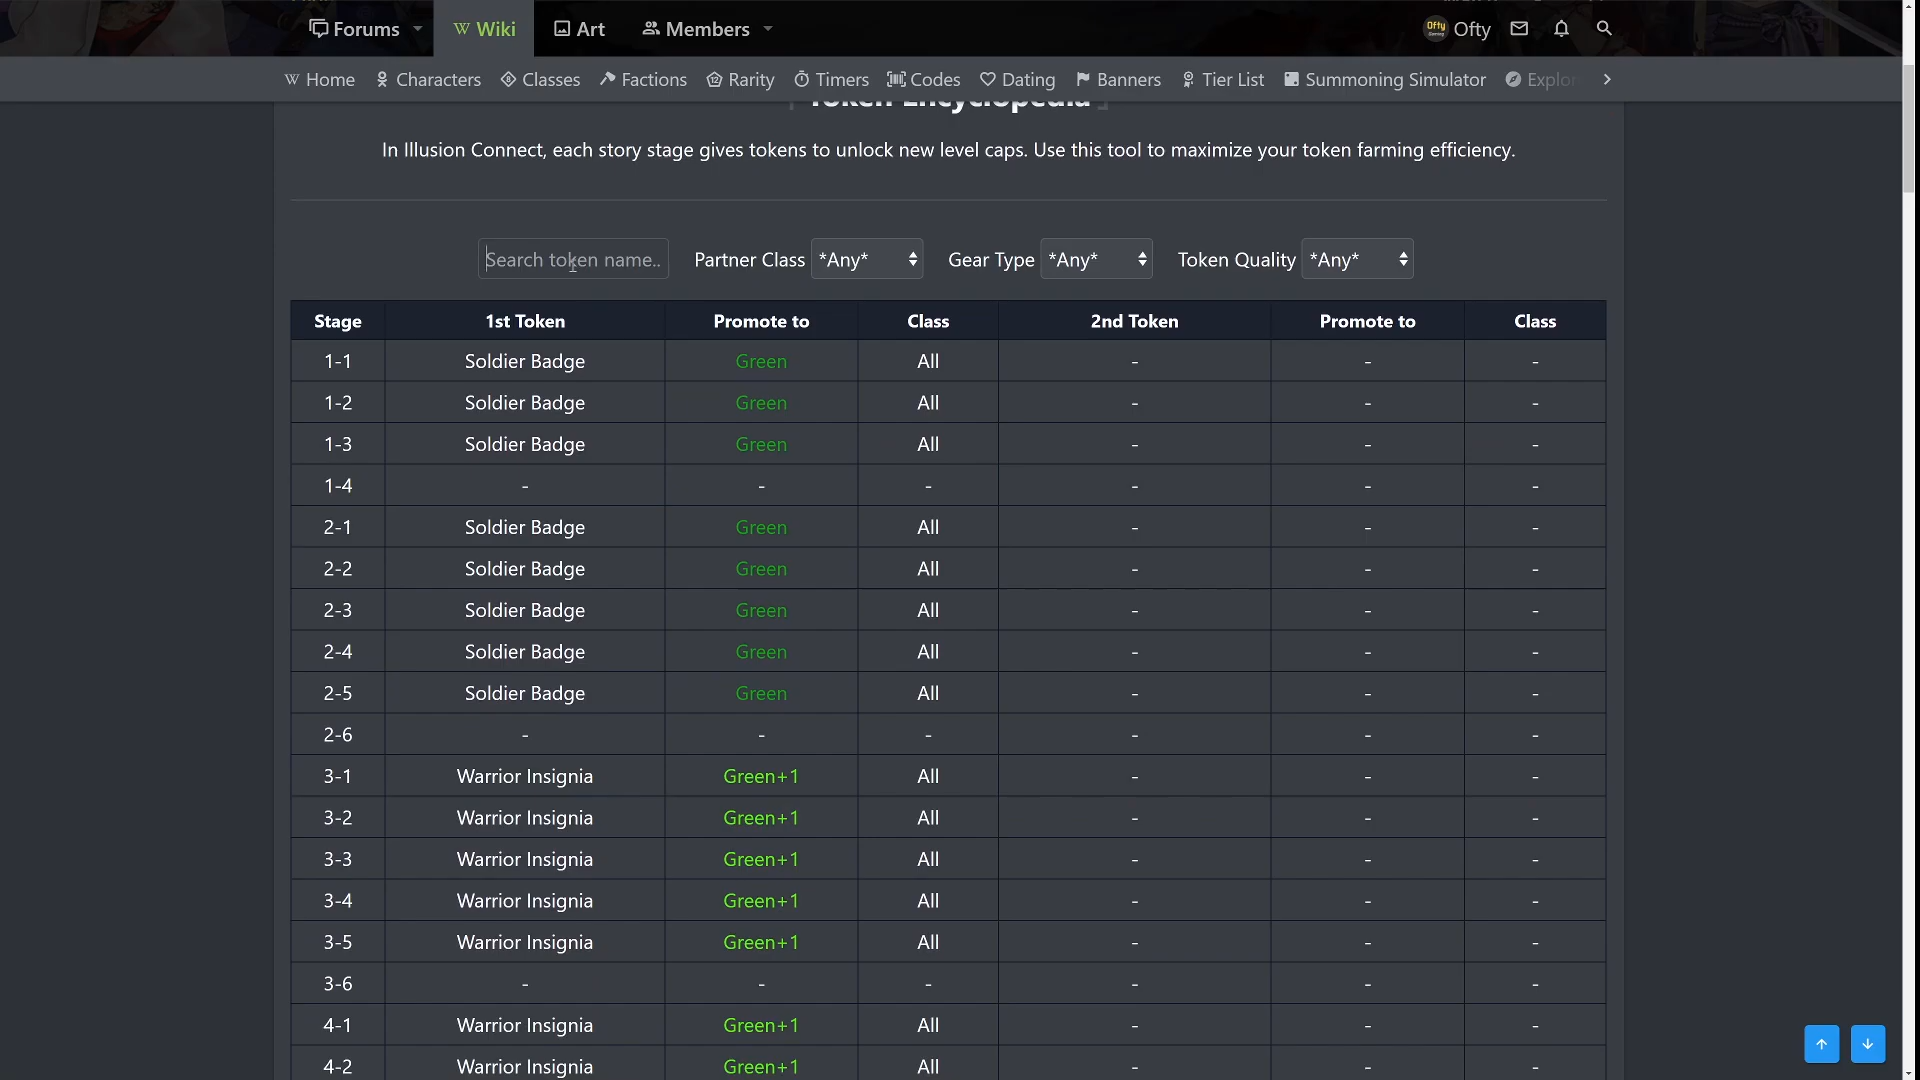 Forums Wiki Art Members Ofty
Home Characters Classes Factions Rarity Timers Codes Dating Banners Tier List Summoning Simulator Explor
Token Encyclopedia
In Illusion Connect, each story stage gives tokens to unlock new level caps. Use this tool to maximize your token farming efficiency.
Search token name.. Partner Class *Any* Gear Type *Any* Token Quality *Any*
Stage 1st Token Promote to Class 2nd Token Promote to Class
1-1 Soldier Badge Green All - - -
1-2 Soldier Badge Green All - - -
1-3 Soldier Badge Green All - - -
1-4 - - - - - -
2-1 Soldier Badge Green All - - -
2-2 Soldier Badge Green All - - -
2-3 Soldier Badge Green All - - -
2-4 Soldier Badge Green All - - -
2-5 Soldier Badge Green All - - -
2-6 - - - - - -
3-1 Warrior Insignia Green+1 All - - -
3-2 Warrior Insignia Green+1 All - - -
3-3 Warrior Insignia Green+1 All - - -
3-4 Warrior Insignia Green+1 All - - -
3-5 Warrior Insignia Green+1 All - - -
3-6 - - - - - -
4-1 Warrior Insignia Green+1 All - - -
4-2 Warrior Insignia Green+1 All - - -